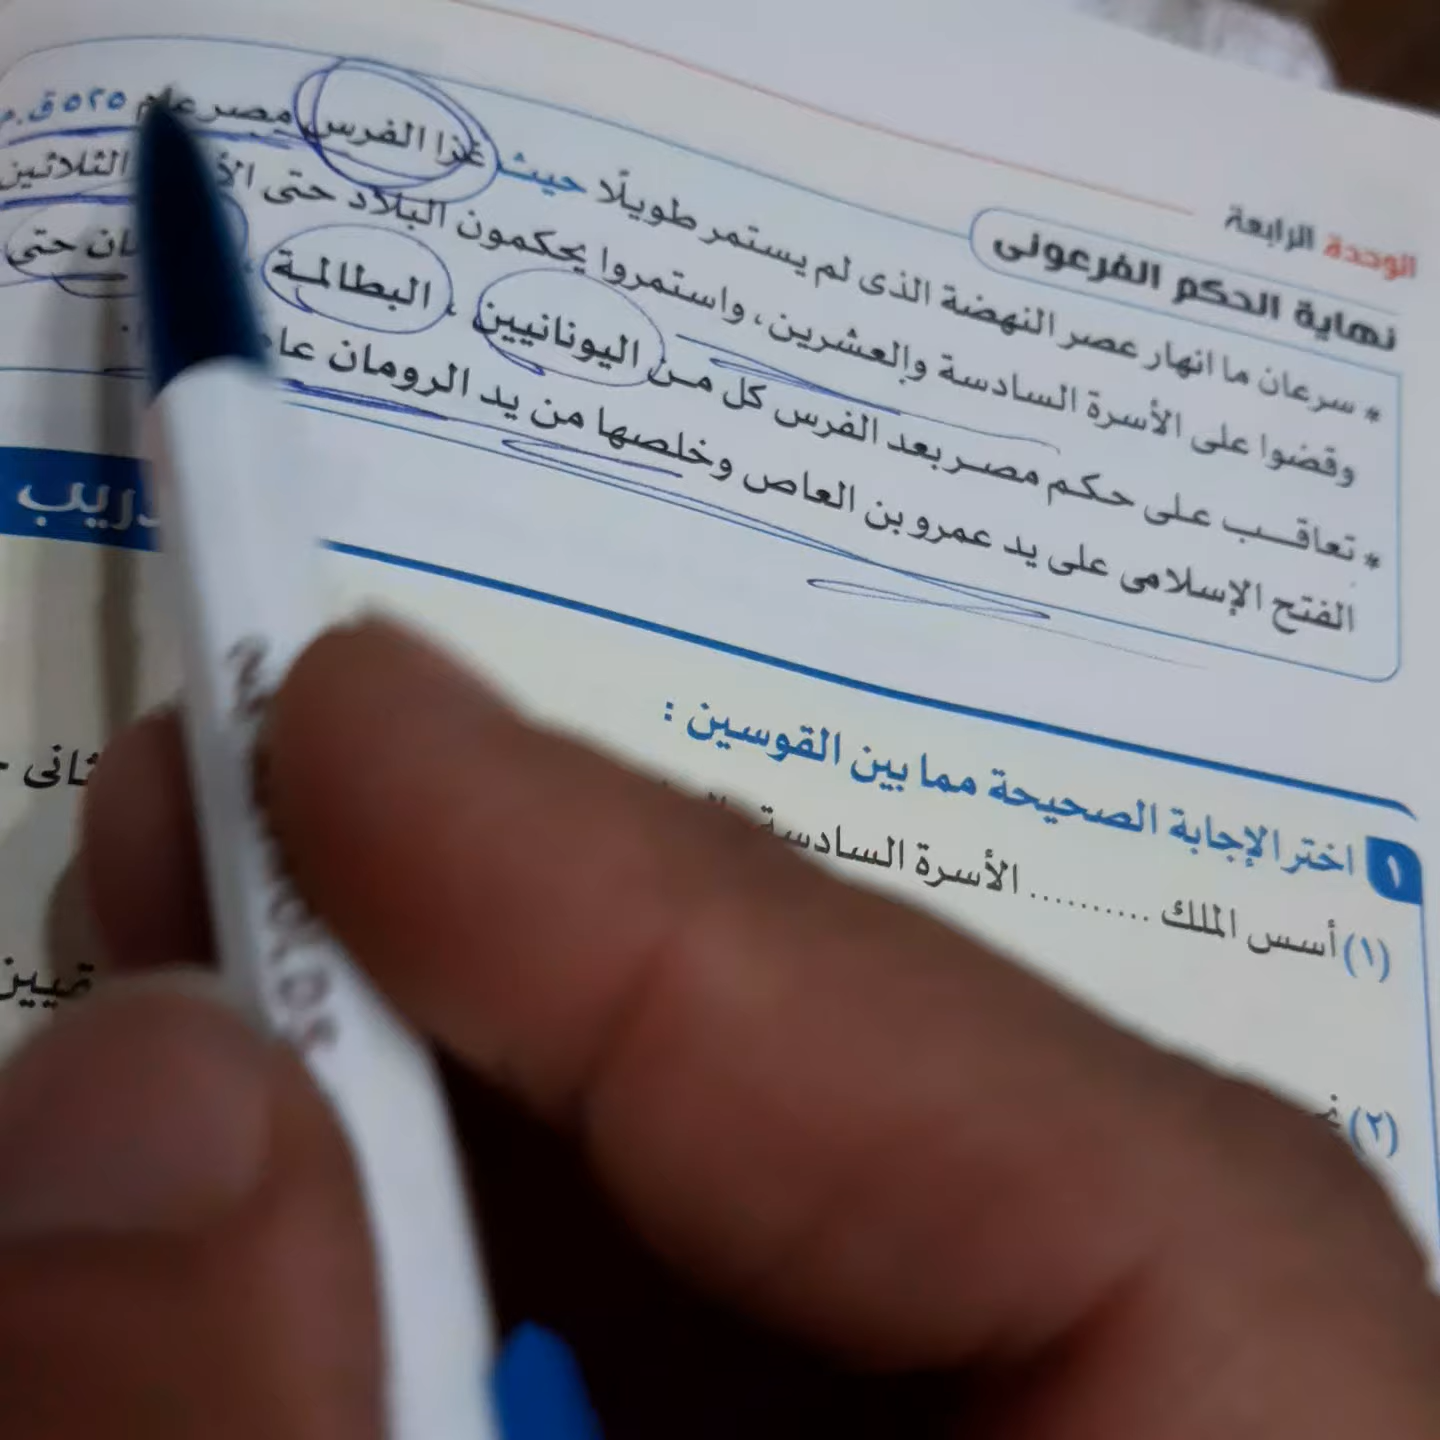 الوحدة الرابعة
نهاية الحكم الفرعونى
* سرعان ما انهار عصر النهضة الذى لم يستمر طويلًا حيث غزا الفرس مصر عام ٥٢٥ ق.م
وقضوا على الأسرة السادسة والعشرين، واستمروا يحكمون البلاد حتى الثلاثين
* تعاقب على حكم مصر بعد الفرس كل من اليونانيين ، البطالمة حتى
الفتح الإسلامى على يد عمرو بن العاص وخلصها من يد الرومان
١ اختر الإجابة الصحيحة مما بين القوسين :
(١) أسس الملك .......... الأسرة السادسة
(٢)